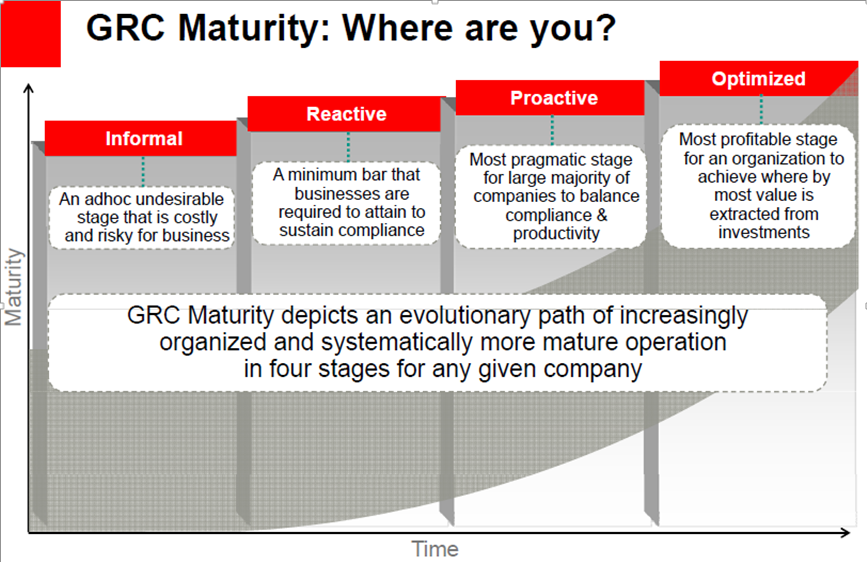 GRC Maturity: Where are you?
Informal
Reactive
Proactive
Optimized
An adhoc undesirable
stage that is costly
and risky for business
A minimum bar that
businesses are
required to attain to
sustain compliance
Most pragmatic stage
for large majority of
companies to balance
compliance &
productivity
Most profitable stage
for an organization to
achieve where by
most value is
extracted from
investments
GRC Maturity depicts an evolutionary path of increasingly
organized and systematically more mature operation
in four stages for any given company
Maturity
Time